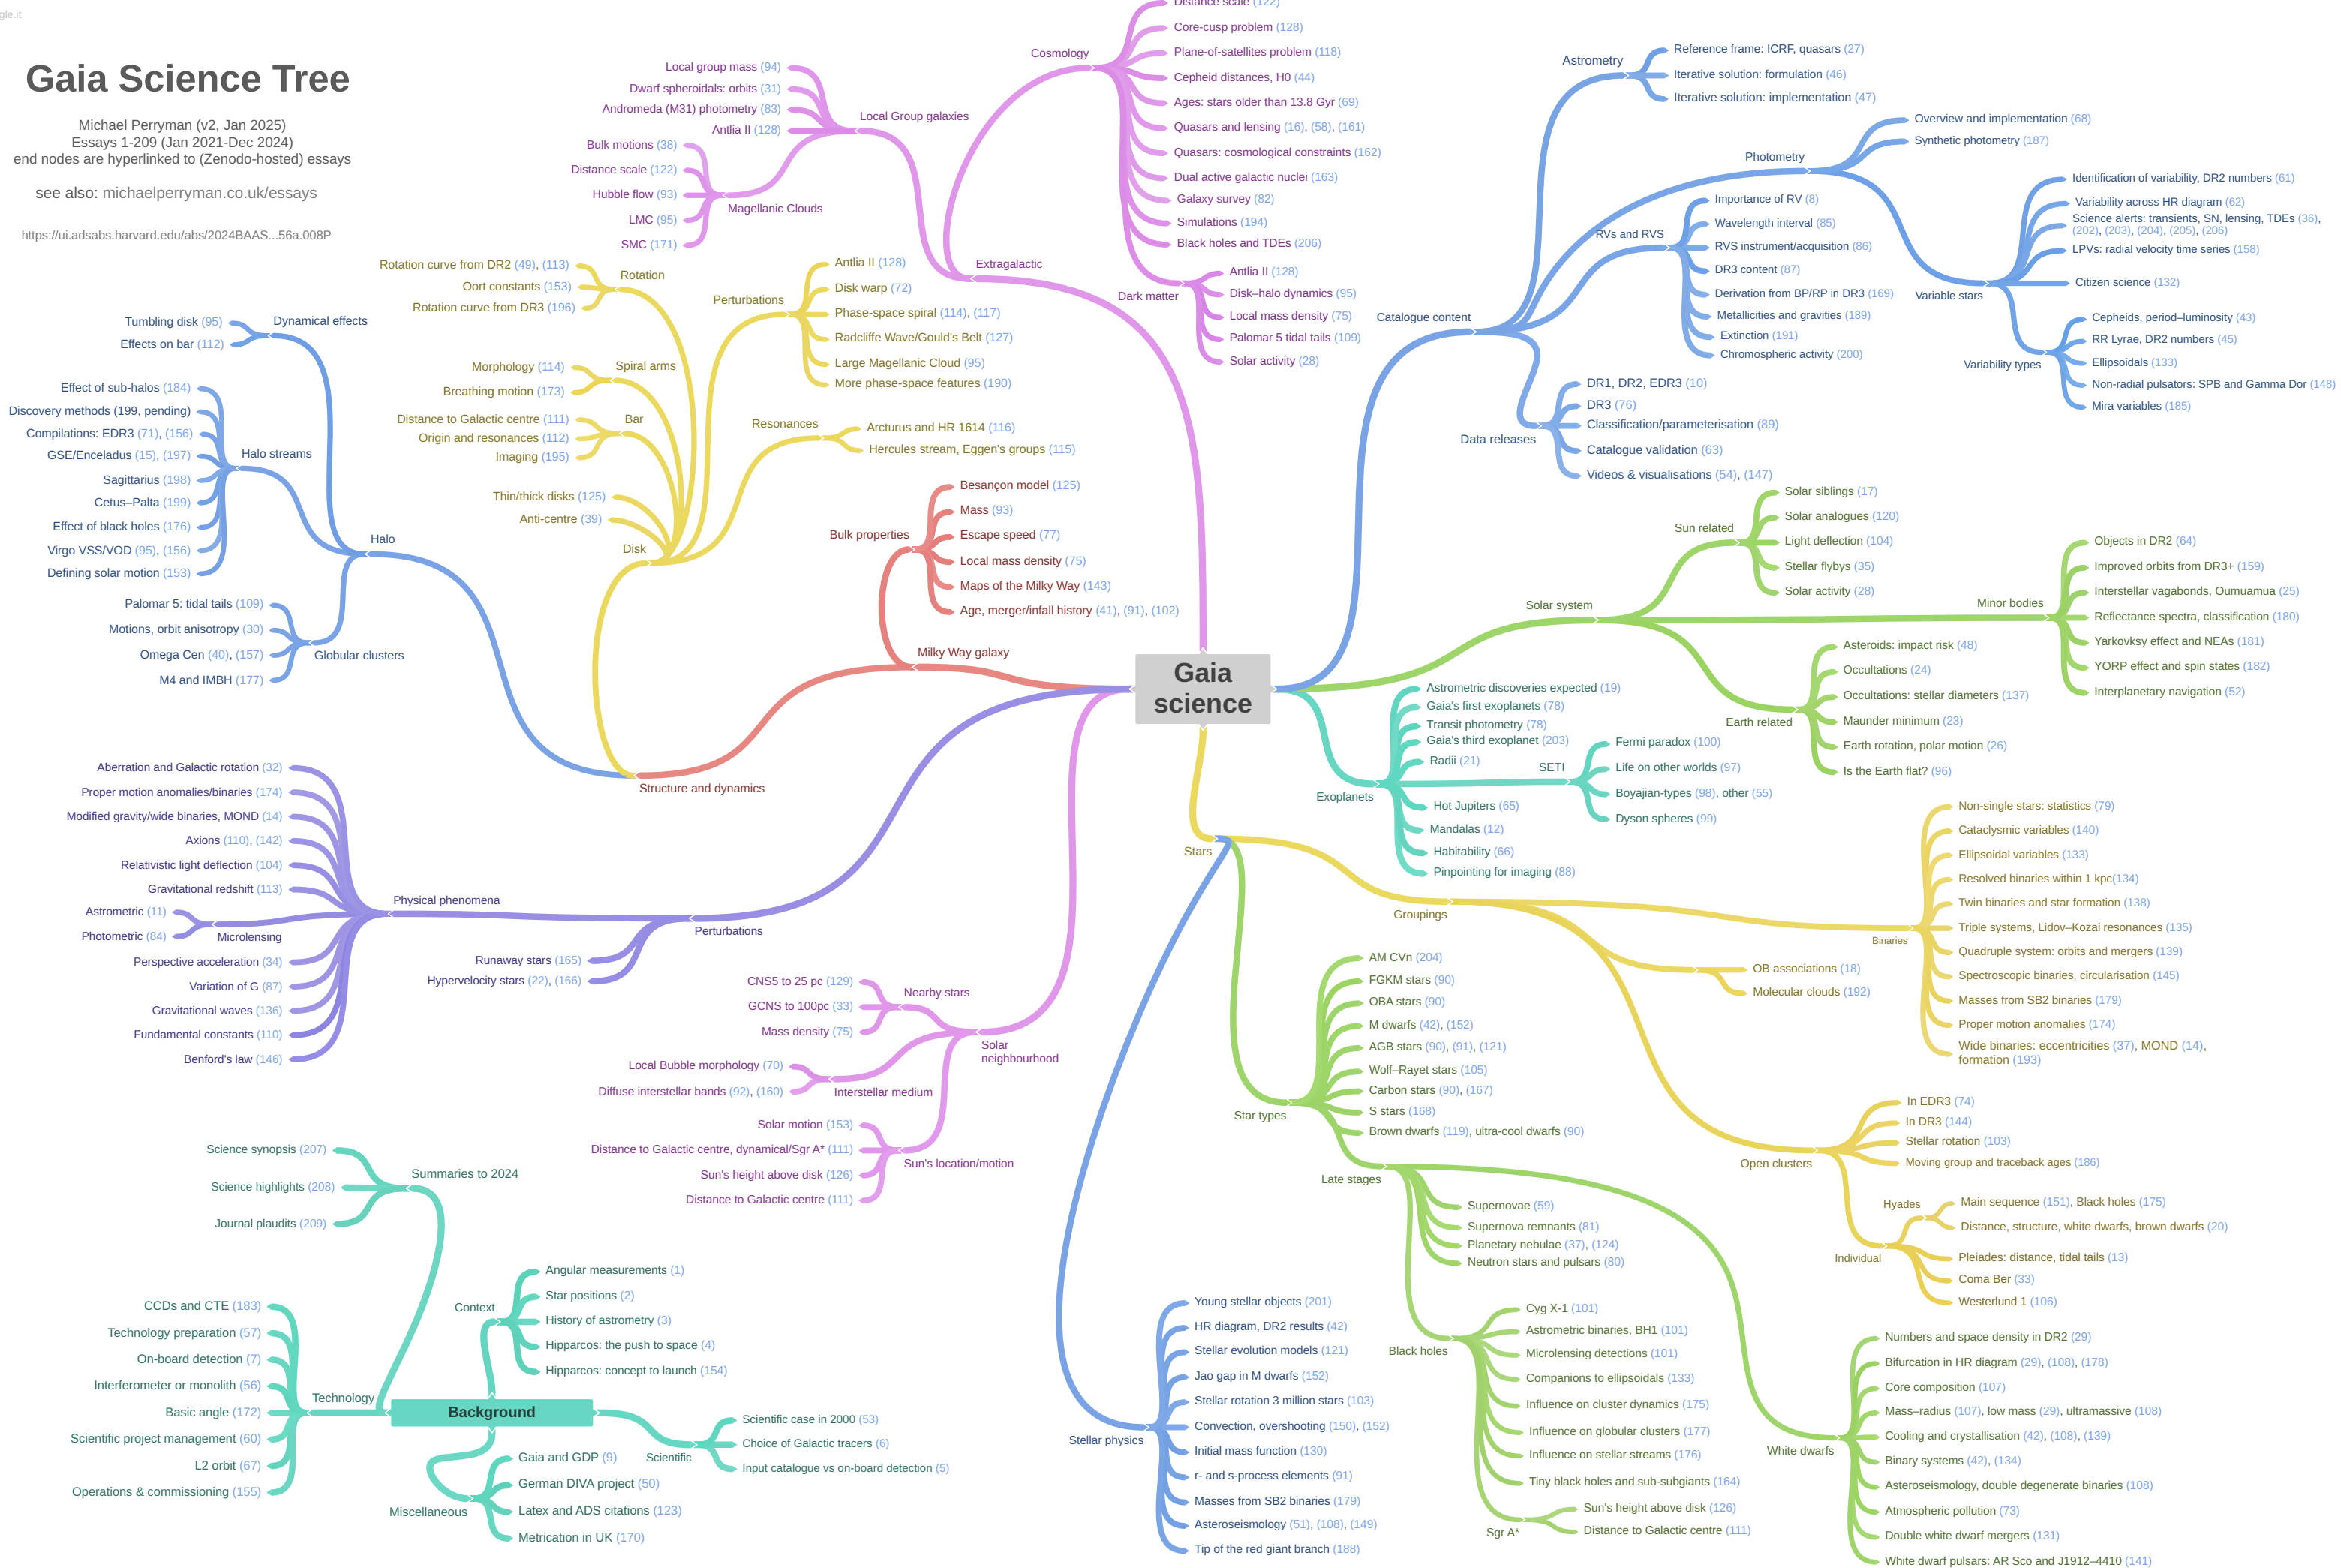 gle.it
Gaia Science Tree
Michael Perryman (v2, Jan 2025)
Essays 1-209 (Jan 2021-Dec 2024)
end nodes are hyperlinked to (Zenodo-hosted) essays
see also: michaelperryman.co.uk/essays
https://ui.adsabs.harvard.edu/abs/2024BAAS...56a.008P
Gaia
science
Extragalactic
Cosmology
Distance scale (122)
Core-cusp problem (128)
Plane-of-satellites problem (118)
Cepheid distances, H0 (44)
Ages: stars older than 13.8 Gyr (69)
Quasars and lensing (16), (58), (161)
Quasars: cosmological constraints (162)
Dual active galactic nuclei (163)
Galaxy survey (82)
Simulations (194)
Black holes and TDEs (206)
Dark matter
Antlia II (128)
Disk–halo dynamics (95)
Local mass density (75)
Palomar 5 tidal tails (109)
Solar activity (28)
Local Group galaxies
Local group mass (94)
Dwarf spheroidals: orbits (31)
Andromeda (M31) photometry (83)
Antlia II (128)
Magellanic Clouds
Bulk motions (38)
Distance scale (122)
Hubble flow (93)
LMC (95)
SMC (171)
Catalogue content
Astrometry
Reference frame: ICRF, quasars (27)
Iterative solution: formulation (46)
Iterative solution: implementation (47)
Photometry
Overview and implementation (68)
Synthetic photometry (187)
Variable stars
Identification of variability, DR2 numbers (61)
Variability across HR diagram (62)
Science alerts: transients, SN, lensing, TDEs (36),
(202), (203), (204), (205), (206)
LPVs: radial velocity time series (158)
Citizen science (132)
Variability types
Cepheids, period–luminosity (43)
RR Lyrae, DR2 numbers (45)
Ellipsoidals (133)
Non-radial pulsators: SPB and Gamma Dor (148)
Mira variables (185)
RVs and RVS
Importance of RV (8)
Wavelength interval (85)
RVS instrument/acquisition (86)
DR3 content (87)
Derivation from BP/RP in DR3 (169)
Metallicities and gravities (189)
Extinction (191)
Chromospheric activity (200)
Data releases
DR1, DR2, EDR3 (10)
DR3 (76)
Classification/parameterisation (89)
Catalogue validation (63)
Videos & visualisations (54), (147)
Solar system
Sun related
Solar siblings (17)
Solar analogues (120)
Light deflection (104)
Stellar flybys (35)
Solar activity (28)
Minor bodies
Objects in DR2 (64)
Improved orbits from DR3+ (159)
Interstellar vagabonds, Oumuamua (25)
Reflectance spectra, classification (180)
Yarkovksy effect and NEAs (181)
YORP effect and spin states (182)
Interplanetary navigation (52)
Earth related
Asteroids: impact risk (48)
Occultations (24)
Occultations: stellar diameters (137)
Maunder minimum (23)
Earth rotation, polar motion (26)
Is the Earth flat? (96)
Exoplanets
Astrometric discoveries expected (19)
Gaia's first exoplanets (78)
Transit photometry (78)
Gaia's third exoplanet (203)
Radii (21)
SETI
Fermi paradox (100)
Life on other worlds (97)
Boyajian-types (98), other (55)
Dyson spheres (99)
Hot Jupiters (65)
Mandalas (12)
Habitability (66)
Pinpointing for imaging (88)
Stars
Groupings
Binaries
Non-single stars: statistics (79)
Cataclysmic variables (140)
Ellipsoidal variables (133)
Resolved binaries within 1 kpc(134)
Twin binaries and star formation (138)
Triple systems, Lidov–Kozai resonances (135)
Quadruple system: orbits and mergers (139)
Spectroscopic binaries, circularisation (145)
Masses from SB2 binaries (179)
Proper motion anomalies (174)
Wide binaries: eccentricities (37), MOND (14),
formation (193)
OB associations (18)
Molecular clouds (192)
Open clusters
In EDR3 (74)
In DR3 (144)
Stellar rotation (103)
Moving group and traceback ages (186)
Individual
Hyades
Main sequence (151), Black holes (175)
Distance, structure, white dwarfs, brown dwarfs (20)
Pleiades: distance, tidal tails (13)
Coma Ber (33)
Westerlund 1 (106)
Star types
AM CVn (204)
FGKM stars (90)
OBA stars (90)
M dwarfs (42), (152)
AGB stars (90), (91), (121)
Wolf–Rayet stars (105)
Carbon stars (90), (167)
S stars (168)
Brown dwarfs (119), ultra-cool dwarfs (90)
Late stages
Supernovae (59)
Supernova remnants (81)
Planetary nebulae (37), (124)
Neutron stars and pulsars (80)
Black holes
Cyg X-1 (101)
Astrometric binaries, BH1 (101)
Microlensing detections (101)
Companions to ellipsoidals (133)
Influence on cluster dynamics (175)
Influence on globular clusters (177)
Influence on stellar streams (176)
Tiny black holes and sub-subgiants (164)
Sgr A*
Sun's height above disk (126)
Distance to Galactic centre (111)
White dwarfs
Numbers and space density in DR2 (29)
Bifurcation in HR diagram (29), (108), (178)
Core composition (107)
Mass–radius (107), low mass (29), ultramassive (108)
Cooling and crystallisation (42), (108), (139)
Binary systems (42), (134)
Asteroseismology, double degenerate binaries (108)
Atmospheric pollution (73)
Double white dwarf mergers (131)
White dwarf pulsars: AR Sco and J1912–4410 (141)
Stellar physics
Young stellar objects (201)
HR diagram, DR2 results (42)
Stellar evolution models (121)
Jao gap in M dwarfs (152)
Stellar rotation 3 million stars (103)
Convection, overshooting (150), (152)
Initial mass function (130)
r- and s-process elements (91)
Masses from SB2 binaries (179)
Asteroseismology (51), (108), (149)
Tip of the red giant branch (188)
Milky Way galaxy
Bulk properties
Besançon model (125)
Mass (93)
Escape speed (77)
Local mass density (75)
Maps of the Milky Way (143)
Age, merger/infall history (41), (91), (102)
Structure and dynamics
Disk
Rotation
Rotation curve from DR2 (49), (113)
Oort constants (153)
Rotation curve from DR3 (196)
Spiral arms
Morphology (114)
Breathing motion (173)
Bar
Distance to Galactic centre (111)
Origin and resonances (112)
Imaging (195)
Thin/thick disks (125)
Anti-centre (39)
Perturbations
Antlia II (128)
Disk warp (72)
Phase-space spiral (114), (117)
Radcliffe Wave/Gould's Belt (127)
Large Magellanic Cloud (95)
More phase-space features (190)
Resonances
Arcturus and HR 1614 (116)
Hercules stream, Eggen's groups (115)
Halo
Dynamical effects
Tumbling disk (95)
Effects on bar (112)
Halo streams
Effect of sub-halos (184)
Discovery methods (199, pending)
Compilations: EDR3 (71), (156)
GSE/Enceladus (15), (197)
Sagittarius (198)
Cetus–Palta (199)
Effect of black holes (176)
Virgo VSS/VOD (95), (156)
Defining solar motion (153)
Globular clusters
Palomar 5: tidal tails (109)
Motions, orbit anisotropy (30)
Omega Cen (40), (157)
M4 and IMBH (177)
Perturbations
Physical phenomena
Aberration and Galactic rotation (32)
Proper motion anomalies/binaries (174)
Modified gravity/wide binaries, MOND (14)
Axions (110), (142)
Relativistic light deflection (104)
Gravitational redshift (113)
Microlensing
Astrometric (11)
Photometric (84)
Perspective acceleration (34)
Variation of G (87)
Gravitational waves (136)
Fundamental constants (110)
Benford's law (146)
Runaway stars (165)
Hypervelocity stars (22), (166)
Solar
neighbourhood
Nearby stars
CNS5 to 25 pc (129)
GCNS to 100pc (33)
Mass density (75)
Interstellar medium
Local Bubble morphology (70)
Diffuse interstellar bands (92), (160)
Sun's location/motion
Solar motion (153)
Distance to Galactic centre, dynamical/Sgr A* (111)
Sun's height above disk (126)
Distance to Galactic centre (111)
Background
Summaries to 2024
Science synopsis (207)
Science highlights (208)
Journal plaudits (209)
Technology
CCDs and CTE (183)
Technology preparation (57)
On-board detection (7)
Interferometer or monolith (56)
Basic angle (172)
Scientific project management (60)
L2 orbit (67)
Operations & commissioning (155)
Context
Angular measurements (1)
Star positions (2)
History of astrometry (3)
Hipparcos: the push to space (4)
Hipparcos: concept to launch (154)
Scientific
Scientific case in 2000 (53)
Choice of Galactic tracers (6)
Input catalogue vs on-board detection (5)
Miscellaneous
Gaia and GDP (9)
German DIVA project (50)
Latex and ADS citations (123)
Metrication in UK (170)